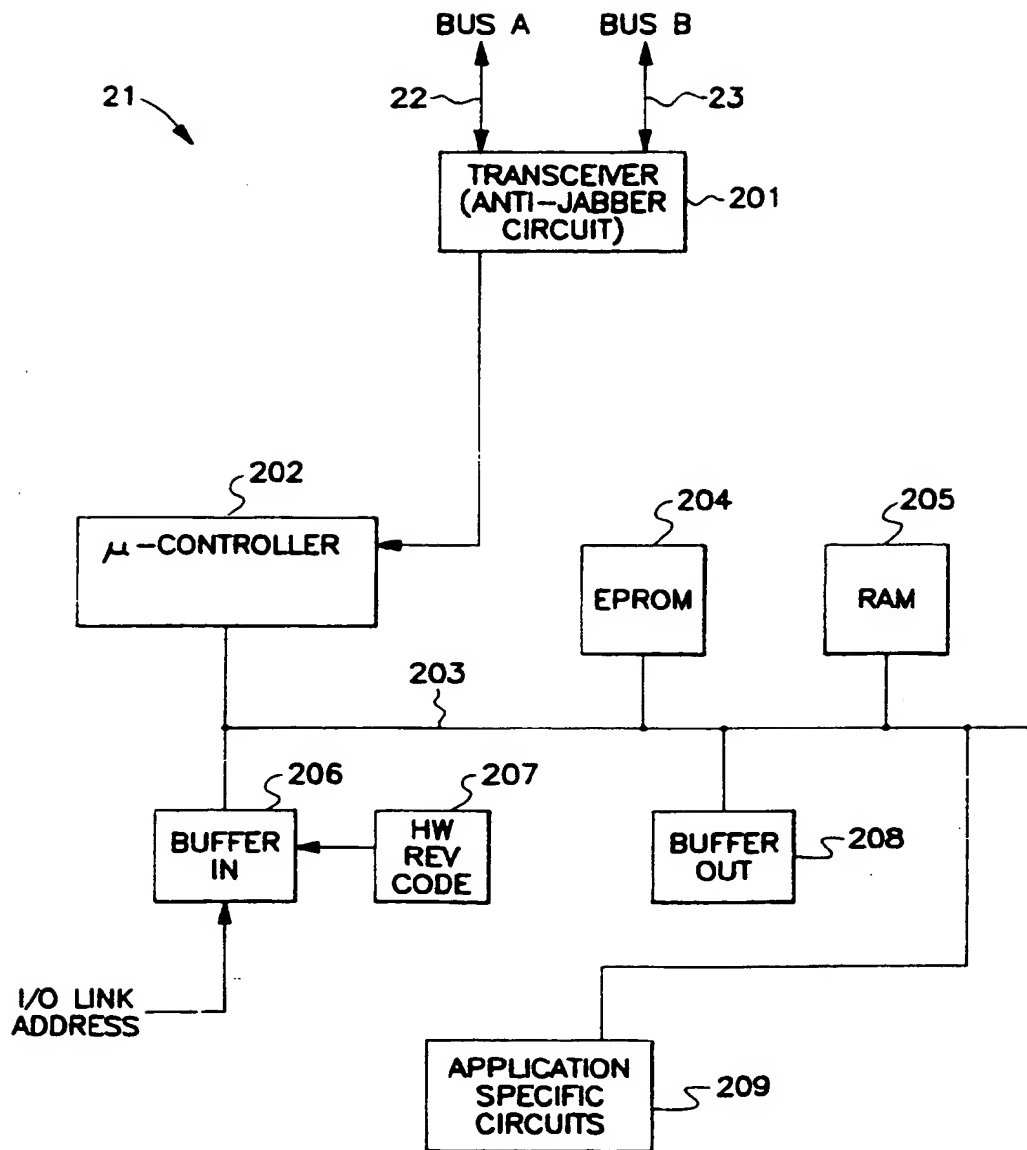 BUS A
BUS B
21
22
23
TRANSCEIVER
(ANTI-JABBER
CIRCUIT)
201
202
μ-CONTROLLER
204
EPROM
205
RAM
203
206
BUFFER
IN
207
HW
REV
CODE
BUFFER
OUT
208
I/O LINK
ADDRESS
APPLICATION
SPECIFIC
CIRCUITS
209